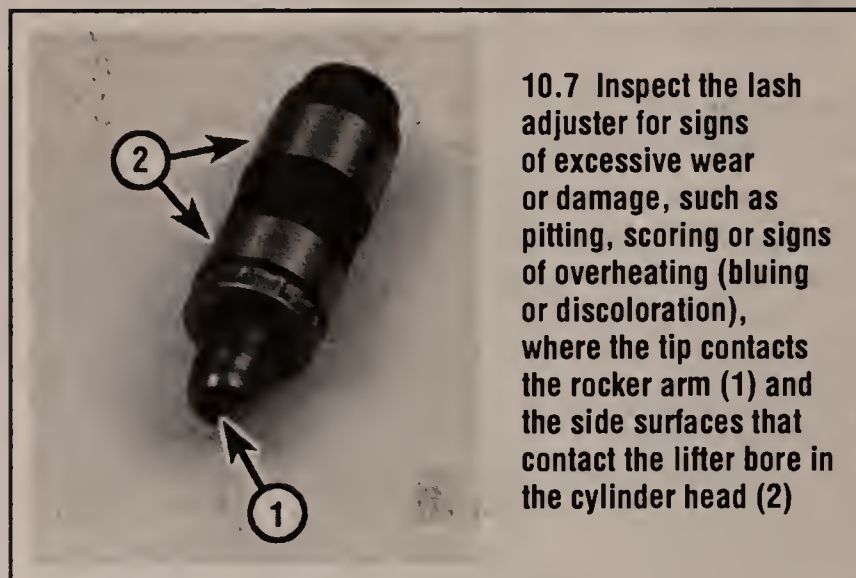 10.7 Inspect the lash
adjuster for signs
of excessive wear
or damage, such as
pitting, scoring or signs
of overheating (bluing
or discoloration),
where the tip contacts
the rocker arm (1) and
the side surfaces that
contact the lifter bore in
the cylinder head (2)
2
1